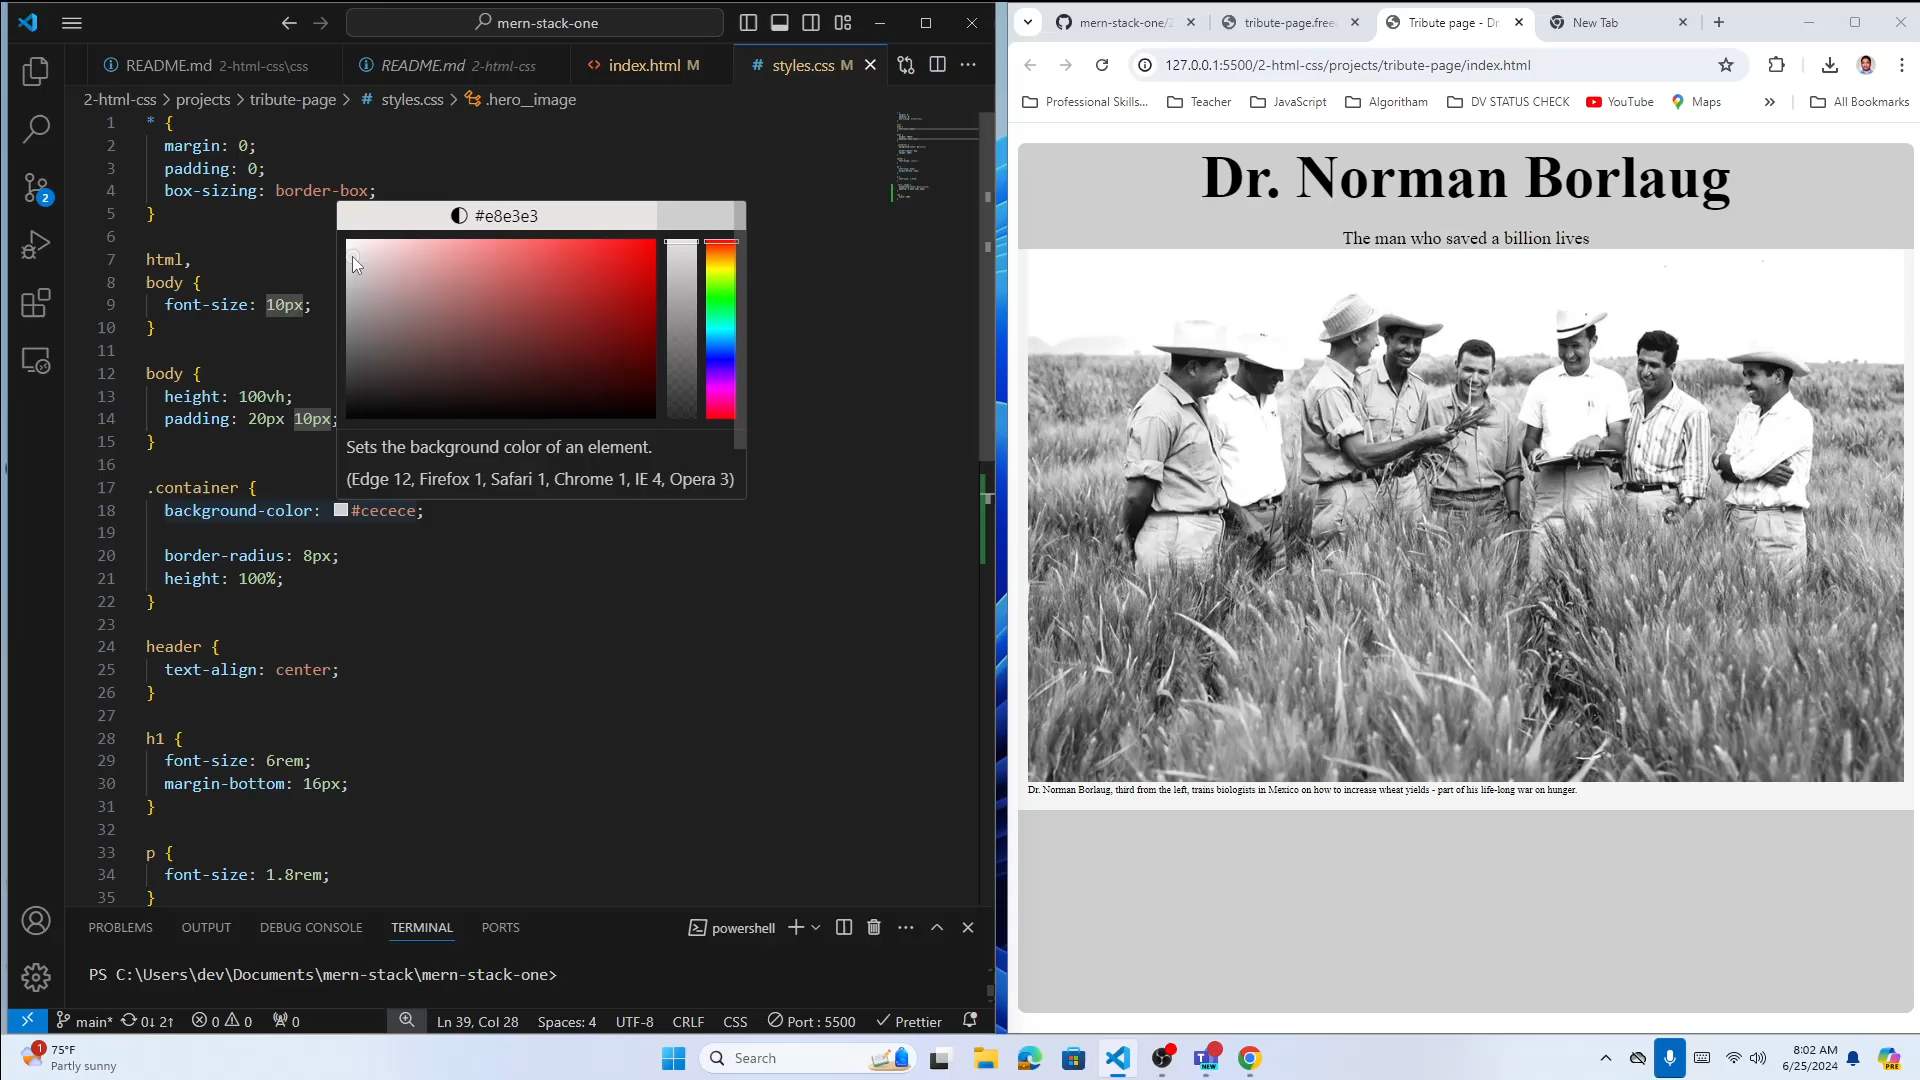 mern-stack-one
README.md 2-html-css\css
README.md 2-html-css
index.html M
styles.css M
2-html-css > projects > tribute-page > # styles.css > .hero__image
1 * {
2 margin: 0;
3 padding: 0;
4 box-sizing: border-box;
5 }
6
7 html,
8 body {
9 font-size: 10px;
10 }
11
12 body {
13 height: 100vh;
14 padding: 20px 10px;
15 }
16
17 .container {
18 background-color: #cecece;
19
20 border-radius: 8px;
21 height: 100%;
22 }
23
24 header {
25 text-align: center;
26 }
27
28 h1 {
29 font-size: 6rem;
30 margin-bottom: 16px;
31 }
32
33 p {
34 font-size: 1.8rem;
35 }
#e8e3e3
Sets the background color of an element.
(Edge 12, Firefox 1, Safari 1, Chrome 1, IE 4, Opera 3)
PROBLEMS OUTPUT DEBUG CONSOLE TERMINAL PORTS
powershell
PS C:\Users\dev\Documents\mern-stack\mern-stack-one>
2
main* 0↓ 2↑ 0 0 0
Ln 39, Col 28 Spaces: 4 UTF-8 CRLF CSS Port : 5500 Prettier
mern-stack-one/2
tribute-page.free
Tribute page - Dr.
New Tab
127.0.0.1:5500/2-html-css/projects/tribute-page/index.html
Professional Skills... Teacher JavaScript Algoritham DV STATUS CHECK YouTube Maps » All Bookmarks
Dr. Norman Borlaug
The man who saved a billion lives
Dr. Norman Borlaug, third from the left, trains biologists in Mexico on how to increase wheat yields - part of his life-long war on hunger.
1
75°F
Partly sunny
Search
NEW
8:02 AM
6/25/2024
PRE